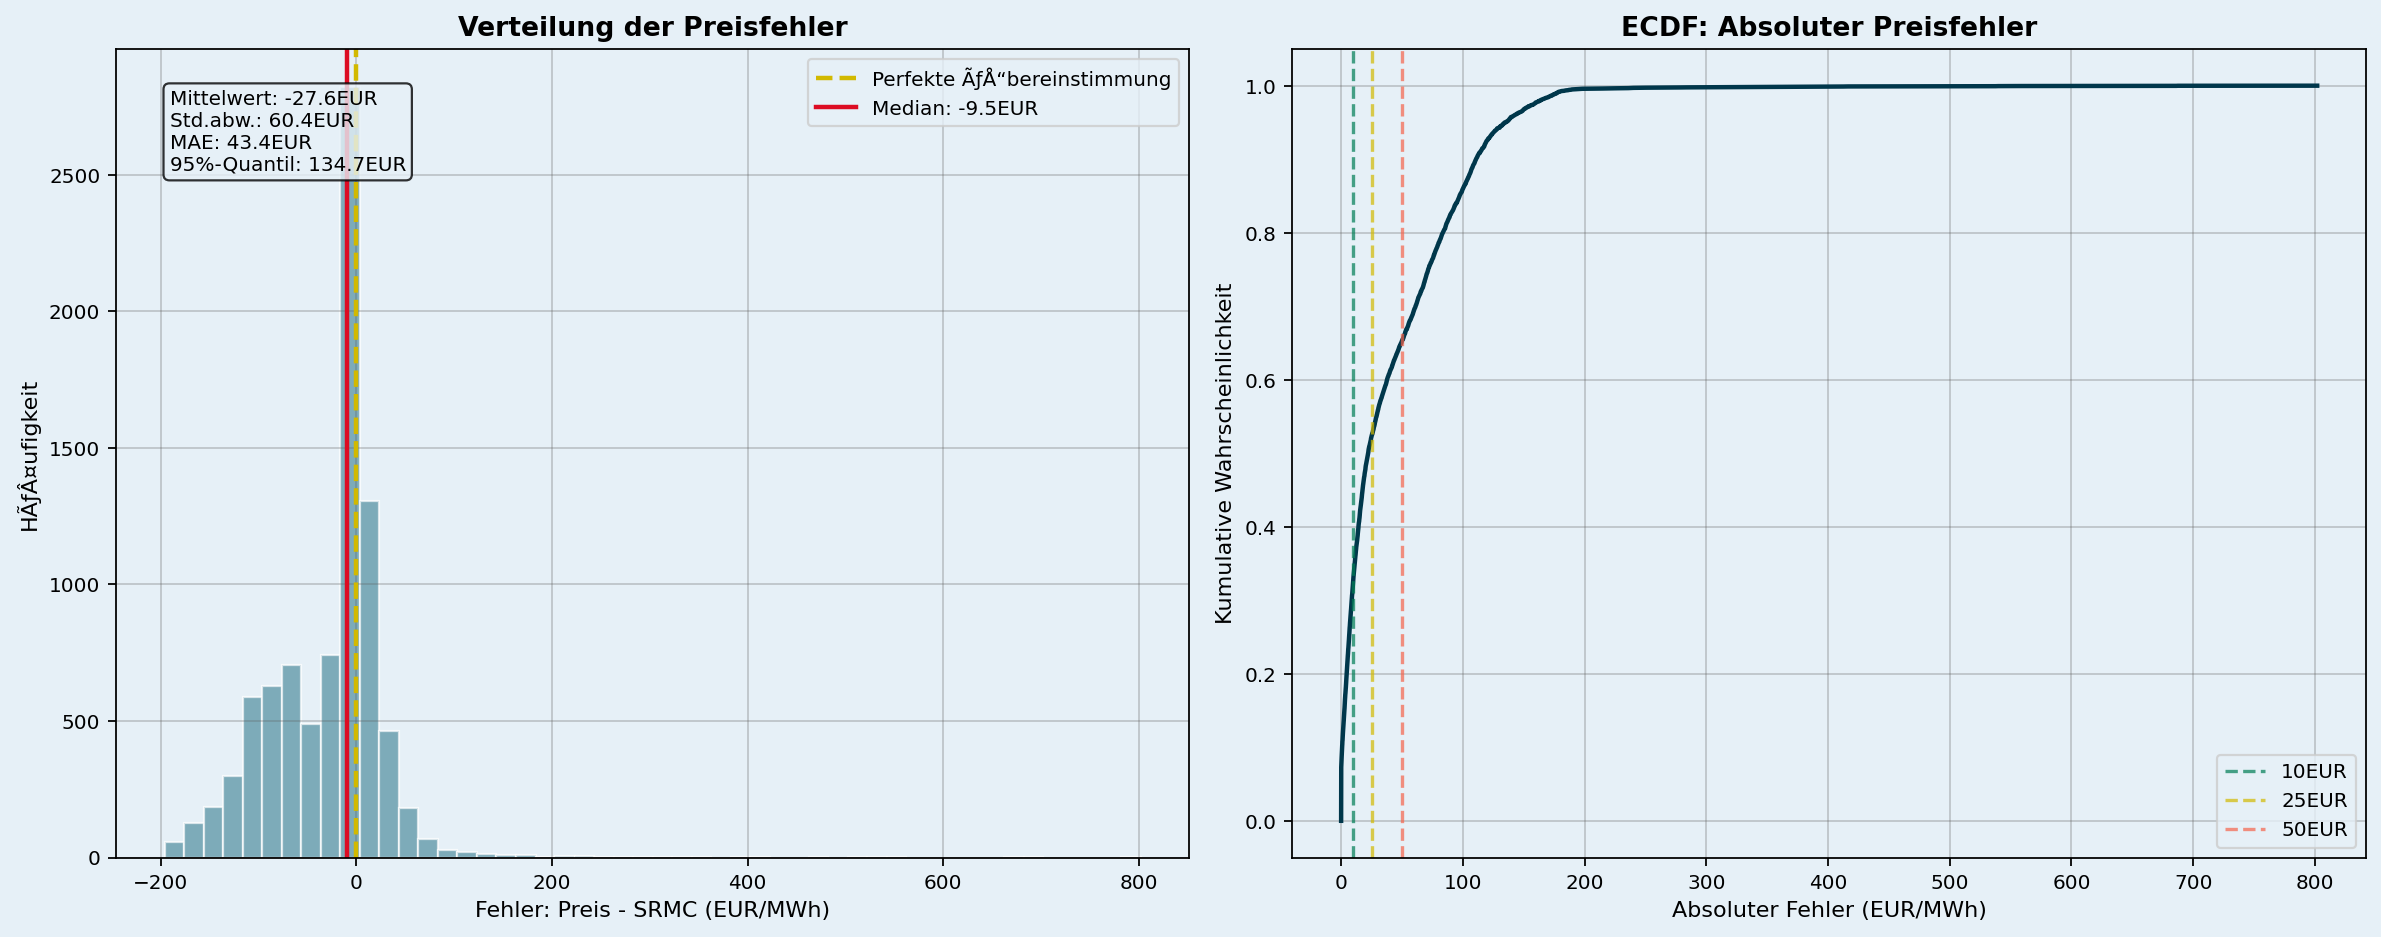 Verteilung der Preisfehler
Mittelwert: -27.6EUR
Std.abw.: 60.4EUR
MAE: 43.4EUR
95%-Quantil: 134.7EUR
Perfekte ÃƒÅ“bereinstimmung
Median: -9.5EUR
HÃƒÂ¤ufigkeit
2500
2000
1500
1000
500
0
−200 0 200 400 600 800
Fehler: Preis - SRMC (EUR/MWh)
ECDF: Absoluter Preisfehler
Kumulative Wahrscheinlichkeit
1.0
0.8
0.6
0.4
0.2
0.0
10EUR
25EUR
50EUR
0 100 200 300 400 500 600 700 800
Absoluter Fehler (EUR/MWh)